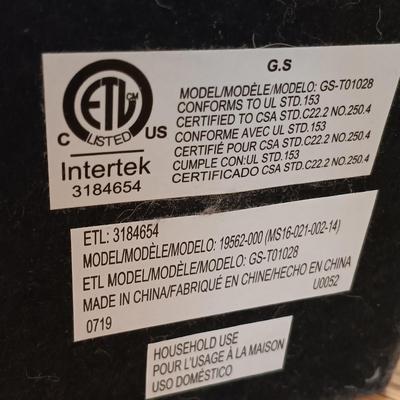 G.S
MODEL/MODÈLE/MODELO: GS-T01028
CONFORMS TO UL STD.153
CERTIFIED TO CSA STD.C22.2 NO.250.4
CONFORME AVEC UL STD.153
CERTIFIÉ POUR CSA STD.C22.2 NO.250.4
CUMPLE CON:UL STD.153
CERTIFICADO CSA STD.C22.2 NO.250.4
ETL CM
C LISTED US
Intertek
3184654
ETL: 3184654
MODEL/MODÈLE/MODELO: 19562-000 (MS16-021-002-14)
ETL MODEL/MODÈLE/MODELO: GS-T01028
MADE IN CHINA/FABRIQUÉ EN CHINE/HECHO EN CHINA
0719 U0052
HOUSEHOLD USE
POUR L'USAGE À LA MAISON
USO DOMÉSTICO